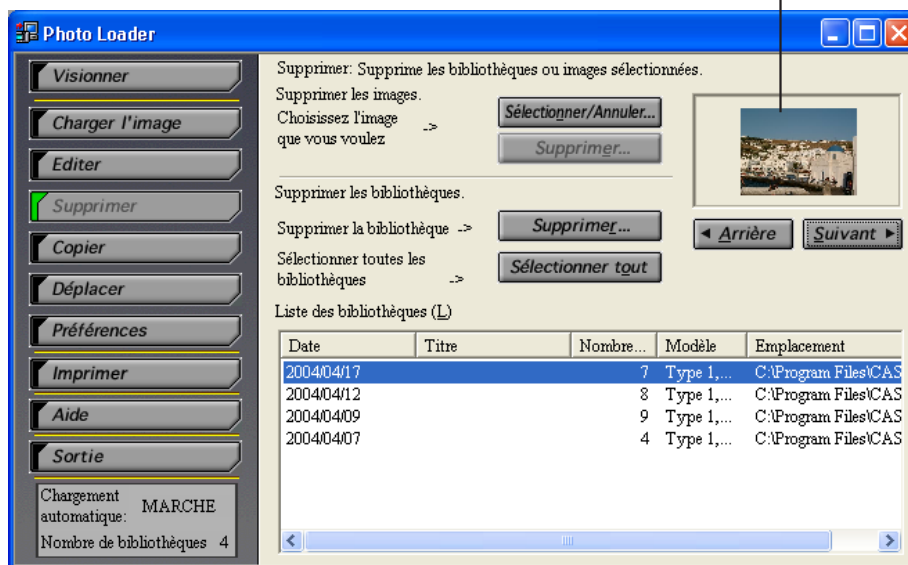 Photo Loader
Visionner
Charger l'image
Editer
Supprimer
Copier
Déplacer
Préférences
Imprimer
Aide
Sortie
Chargement
automatique: MARCHE
Nombre de bibliothèques 4
Supprimer: Supprime les bibliothèques ou images sélectionnées.
Supprimer les images.
Choisissez l'image
que vous voulez ->
Sélectionner/Annuler...
Supprimer...
Supprimer les bibliothèques.
Supprimer la bibliothèque -> Supprimer...
Sélectionner toutes les
bibliothèques -> Sélectionner tout
◄ Arrière Suivant ►
Liste des bibliothèques (L)
Date Titre Nombre... Modèle Emplacement
2004/04/17 7 Type 1,... C:\Program Files\CAS
2004/04/12 8 Type 1,... C:\Program Files\CAS
2004/04/09 9 Type 1,... C:\Program Files\CAS
2004/04/07 4 Type 1,... C:\Program Files\CAS